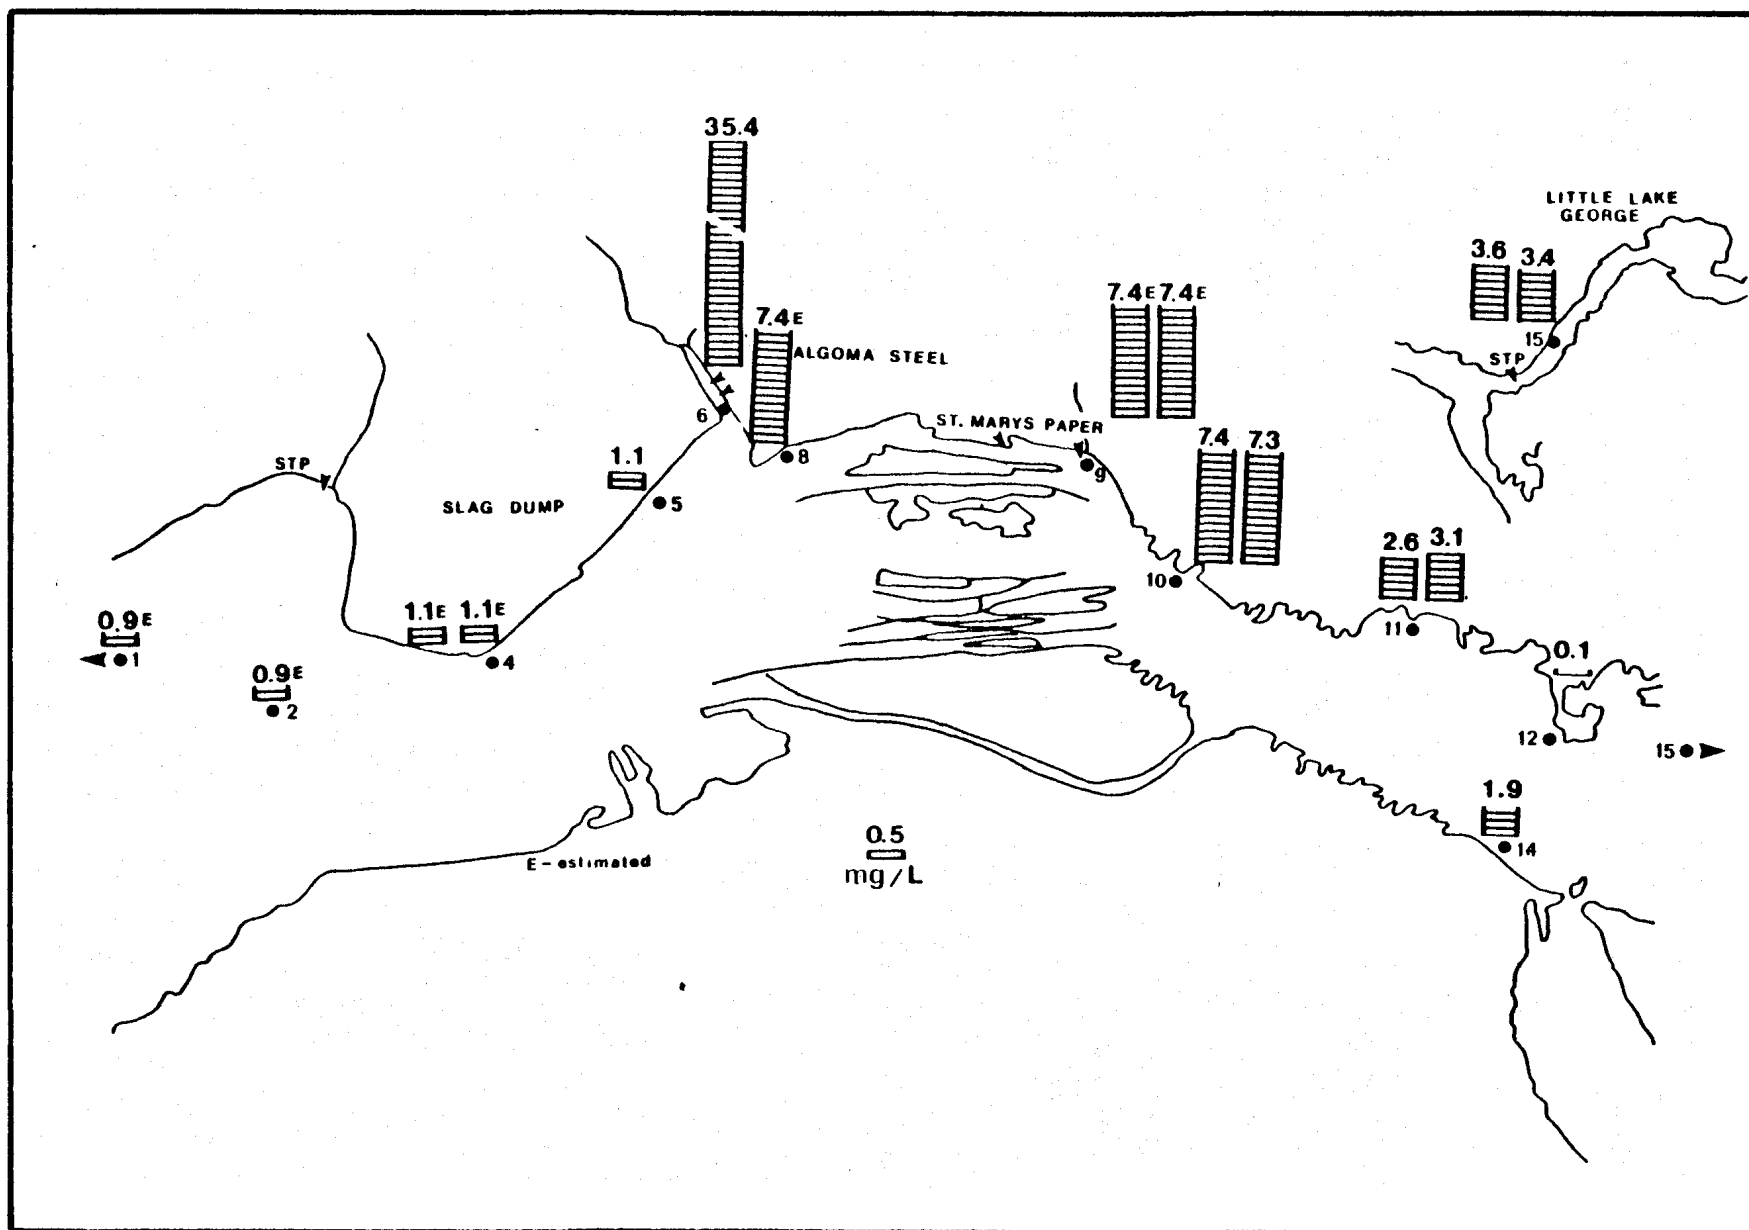 35.4
LITTLE LAKE
GEORGE
3.6 3.4
7.4E 7.4E
7.4E
ALGOMA STEEL
15
STP
6
ST. MARYS PAPER
7.4 7.3
1.1
8
9
STP
SLAG DUMP
5
2.6 3.1
10
0.9E
1.1E 1.1E
11
1
4
0.1
0.9E
2
12
15
1.9
0.5
mg/L
14
E-estimated